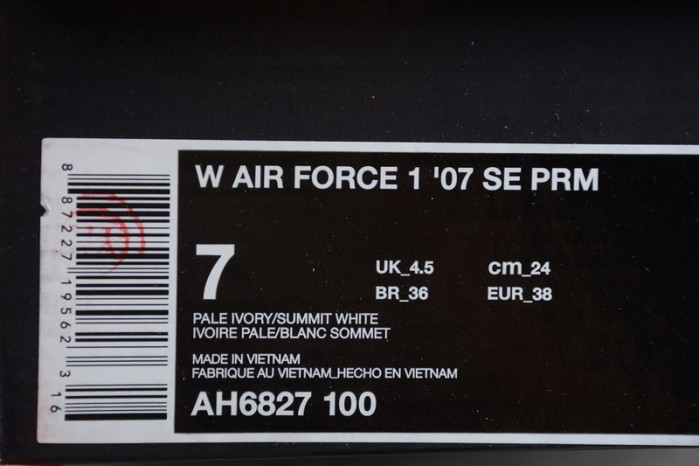 W AIR FORCE 1 '07 SE PRM
7
UK_4.5 cm_24
BR_36 EUR_38
PALE IVORY/SUMMIT WHITE
IVOIRE PALE/BLANC SOMMET
MADE IN VIETNAM
FABRIQUE AU VIETNAM_HECHO EN VIETNAM
AH6827 100
8 87227 19562 3 16